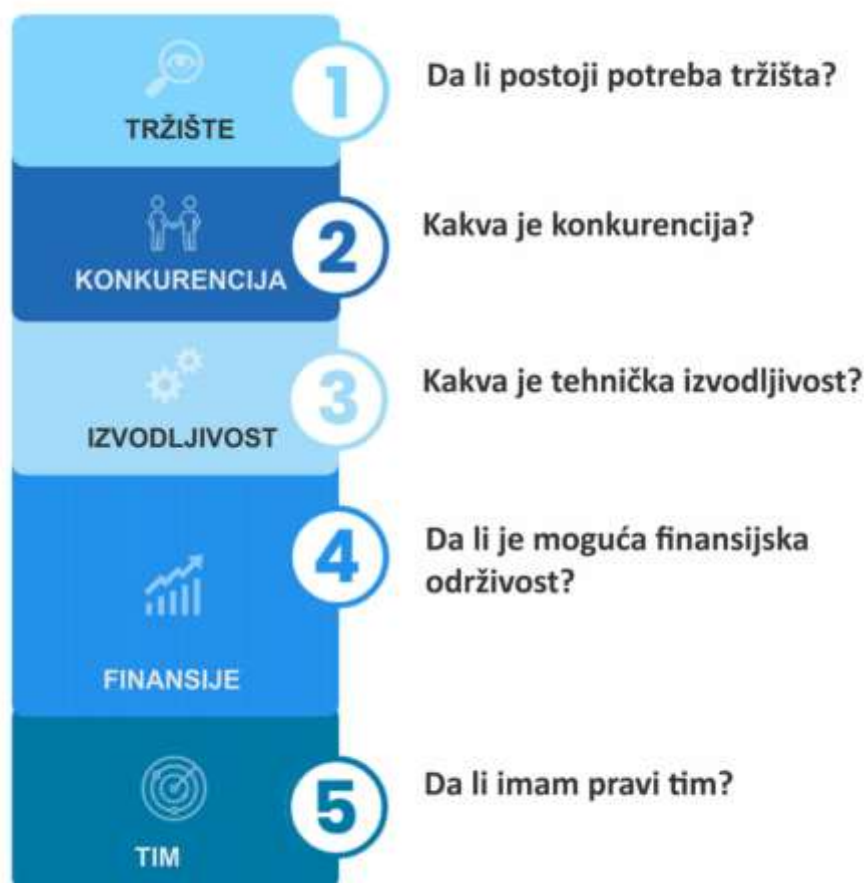 1
TRŽIŠTE
Da li postoji potreba tržišta?
2
KONKURENCIJA
Kakva je konkurencija?
3
IZVODLJIVOST
Kakva je tehnička izvodljivost?
4
FINANSIJE
Da li je moguća finansijska
održivost?
5
TIM
Da li imam pravi tim?